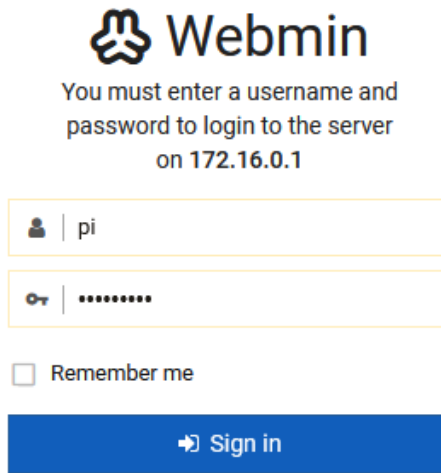 Webmin
You must enter a username and
password to login to the server
on 172.16.0.1
pi
•••••••••
Remember me
Sign in